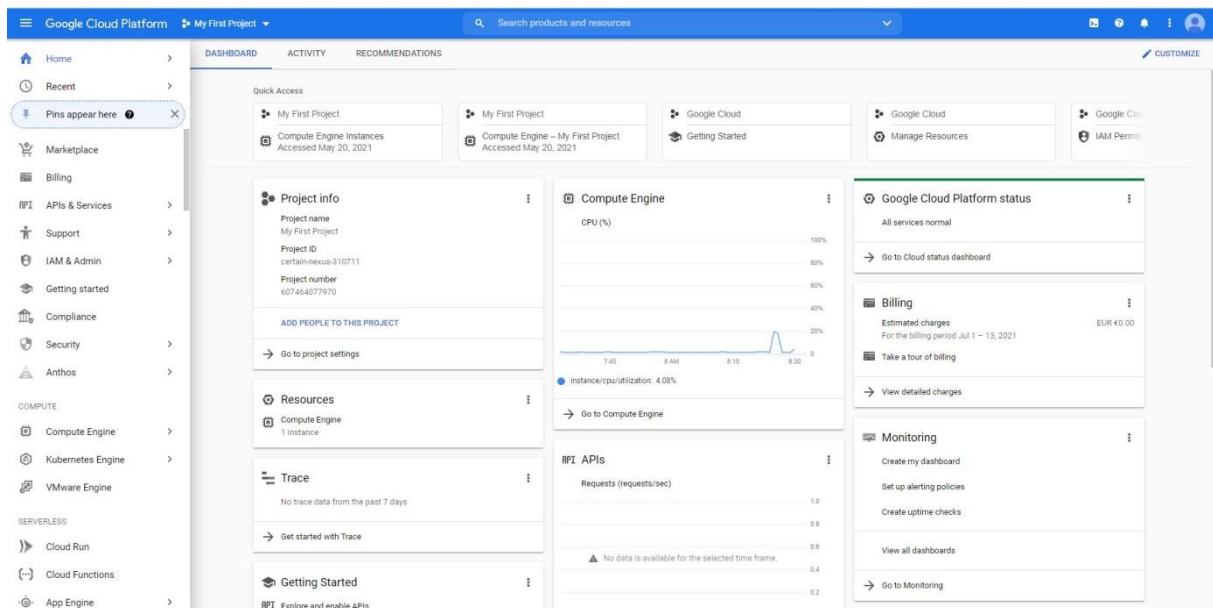 Google Cloud Platform
My First Project
Search products and resources
Home
Recent
Pins appear here
Marketplace
Billing
API APIs & Services
Support
IAM & Admin
Getting started
Compliance
Security
Anthos
COMPUTE
Compute Engine
Kubernetes Engine
VMware Engine
SERVERLESS
Cloud Run
Cloud Functions
App Engine
DASHBOARD
ACTIVITY
RECOMMENDATIONS
CUSTOMIZE
Quick Access
My First Project
Compute Engine Instances
Accessed May 20, 2021
My First Project
Compute Engine – My First Project
Accessed May 20, 2021
Google Cloud
Getting Started
Google Cloud
Manage Resources
Google
IAM
Project info
Project name
My First Project
Project ID
certain-nexus-310711
Project number
607464077970
ADD PEOPLE TO THIS PROJECT
Go to project settings
Resources
Compute Engine
1 instance
Trace
No trace data from the past 7 days
Get started with Trace
Getting Started
API Explore and enable APIs
Compute Engine
CPU (%)
100%
80%
60%
40%
20%
0
7:45 8 AM 8:15 8:30
instance/cpu/utilization: 4.08%
Go to Compute Engine
API APIs
Requests (requests/sec)
1.0
0.8
0.6
No data is available for the selected time frame.
0.4
0.2
Google Cloud Platform status
All services normal
Go to Cloud status dashboard
Billing
Estimated charges EUR €0.00
For the billing period Jul 1 – 13, 2021
Take a tour of billing
View detailed charges
Monitoring
Create my dashboard
Set up alerting policies
Create uptime checks
View all dashboards
Go to Monitoring